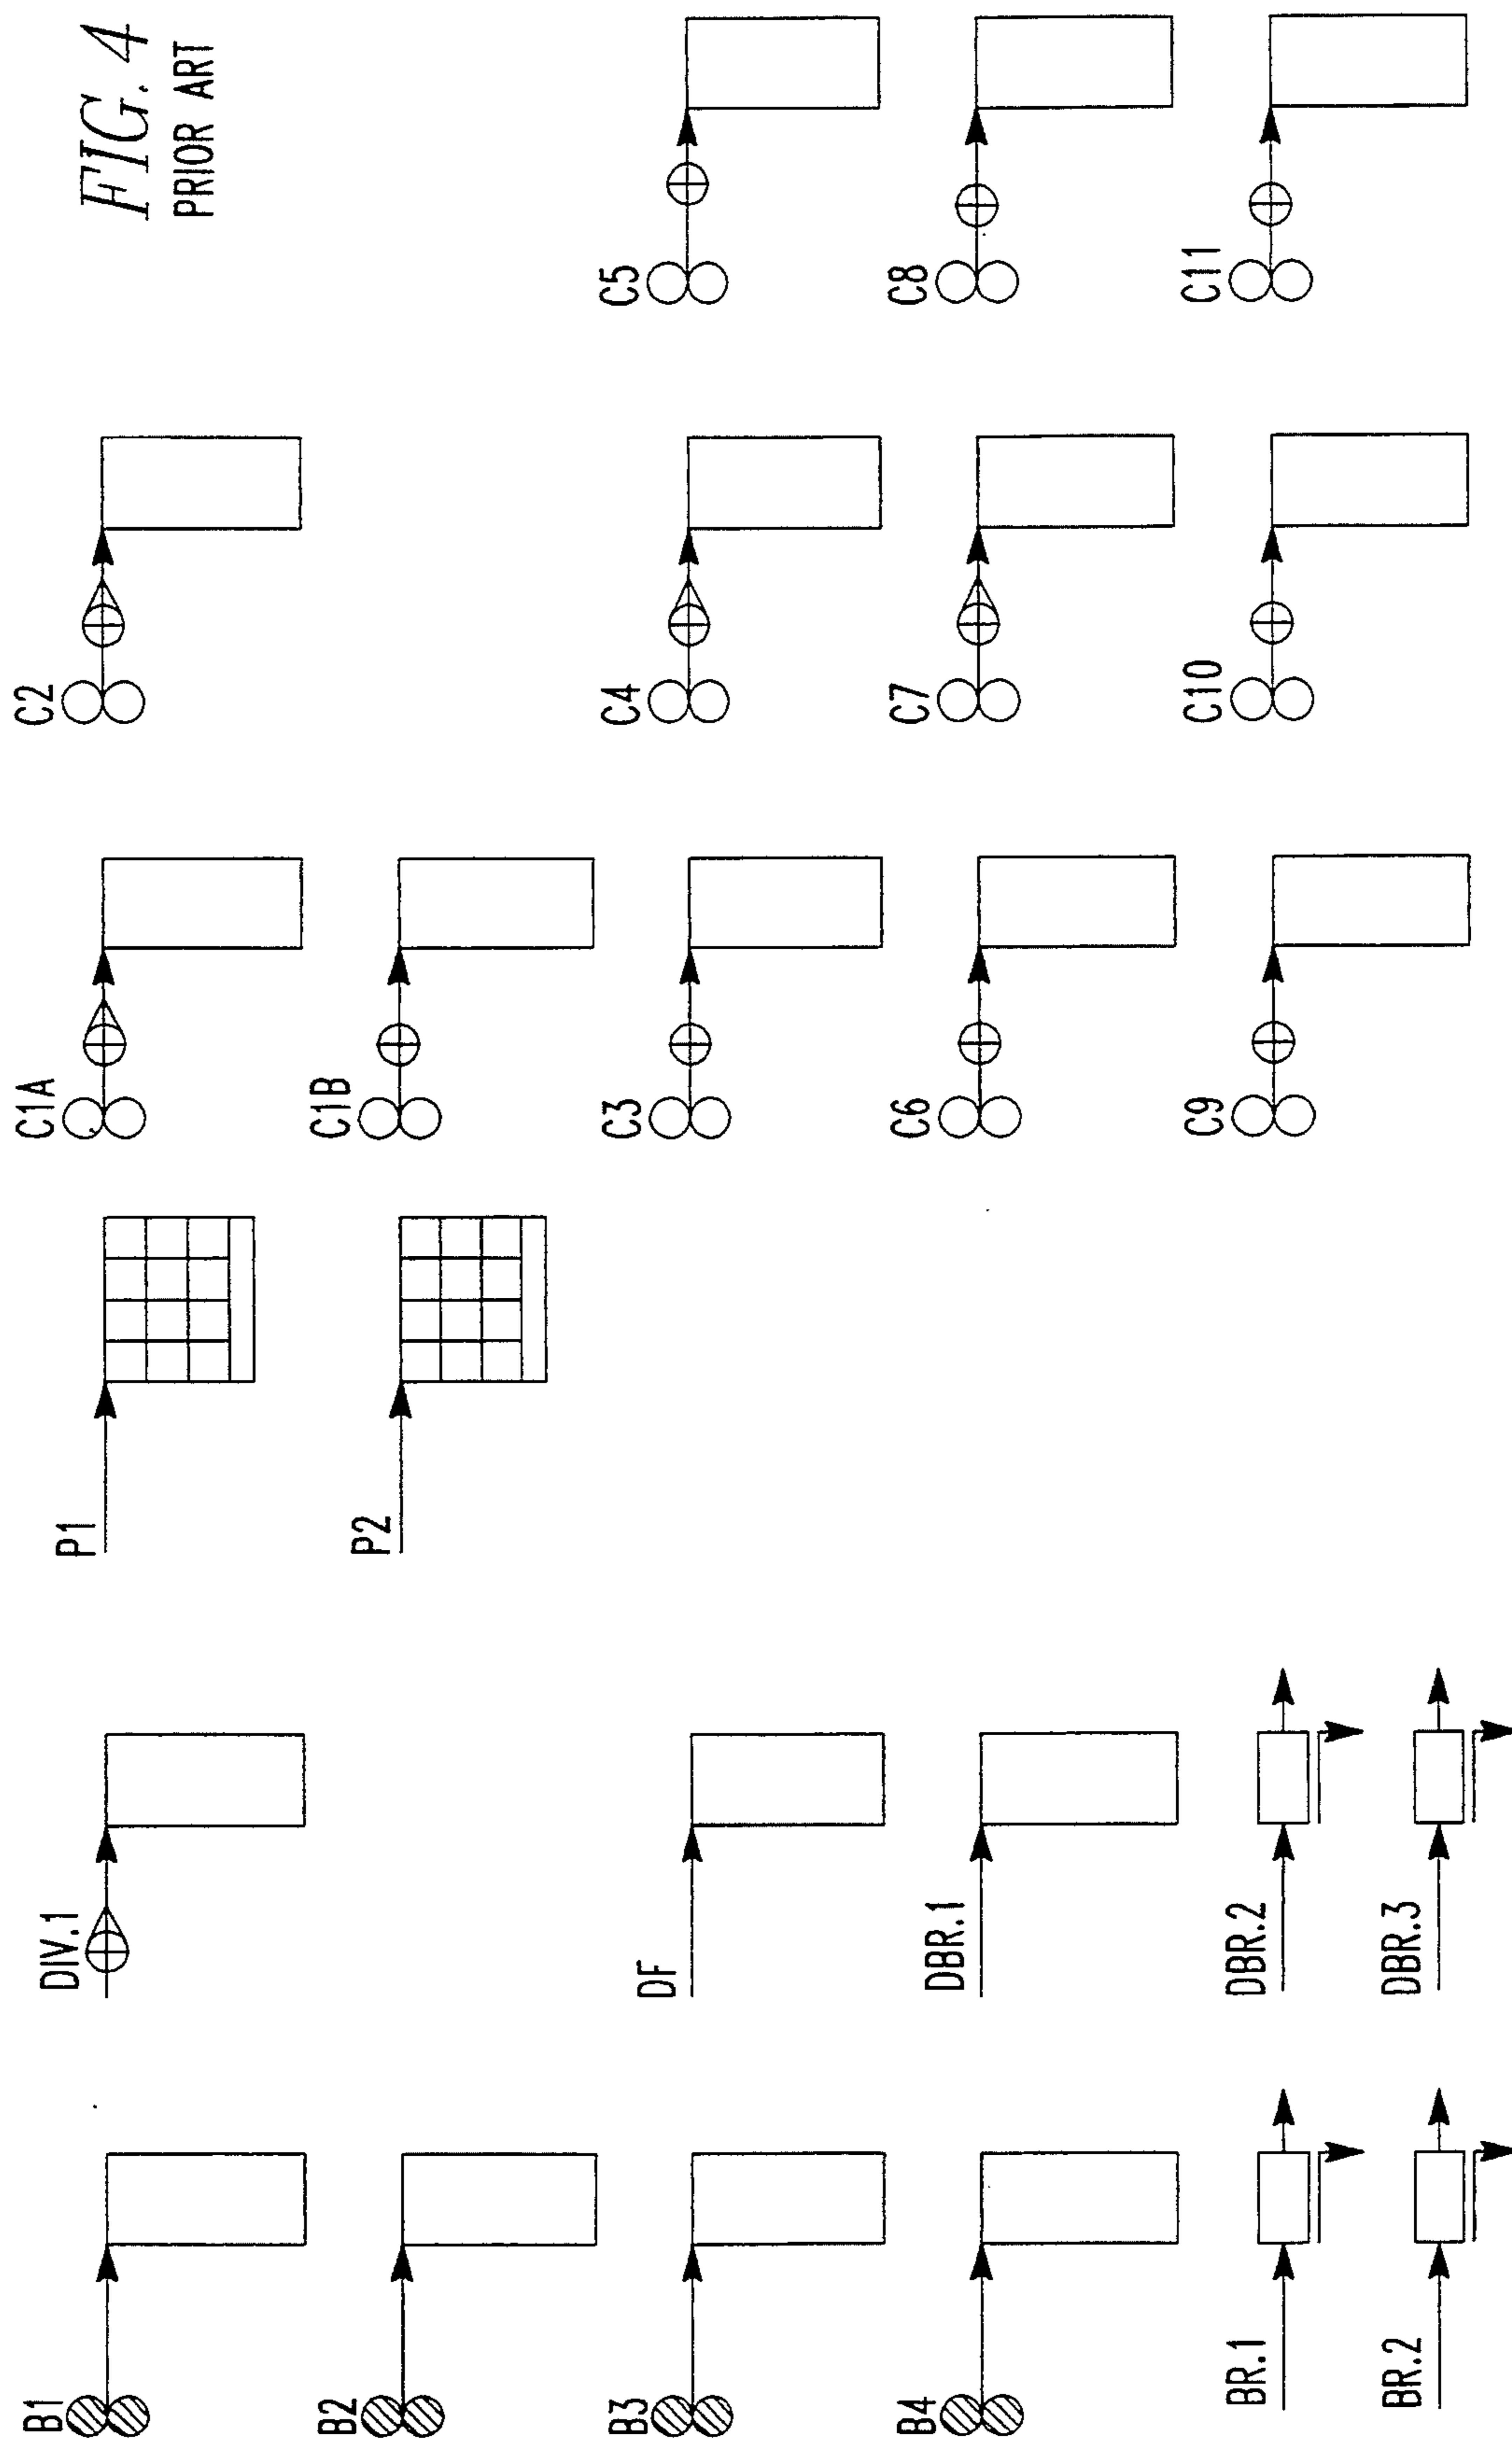 FIG. 4
PRIOR ART
B1
DIV.1
P1
C1A
C2
B2
P2
C1B
B3
DF
C3
C4
C5
B4
DBR.1
C6
C7
C8
BR.1
DBR.2
C9
C10
C11
BR.2
DBR.3